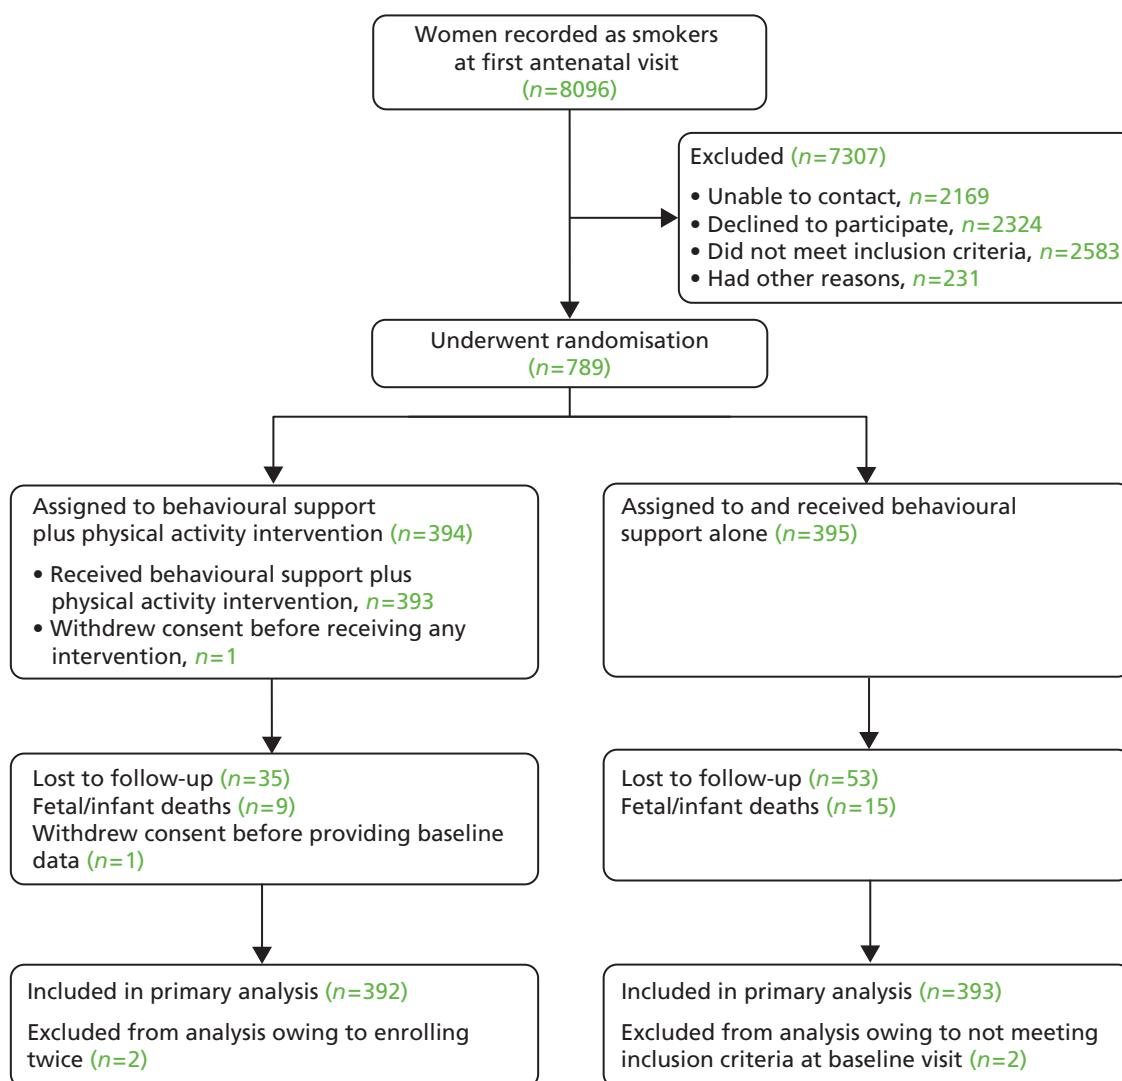 Women recorded as smokers
at first antenatal visit
(n=8096)
Excluded (n=7307)
• Unable to contact, n=2169
• Declined to participate, n=2324
• Did not meet inclusion criteria, n=2583
• Had other reasons, n=231
Underwent randomisation
(n=789)
Assigned to behavioural support
plus physical activity intervention (n=394)
• Received behavioural support plus
physical activity intervention, n=393
• Withdrew consent before receiving any
intervention, n=1
Assigned to and received behavioural
support alone (n=395)
Lost to follow-up (n=35)
Fetal/infant deaths (n=9)
Withdrew consent before providing baseline
data (n=1)
Lost to follow-up (n=53)
Fetal/infant deaths (n=15)
Included in primary analysis (n=392)
Excluded from analysis owing to enrolling
twice (n=2)
Included in primary analysis (n=393)
Excluded from analysis owing to not meeting
inclusion criteria at baseline visit (n=2)